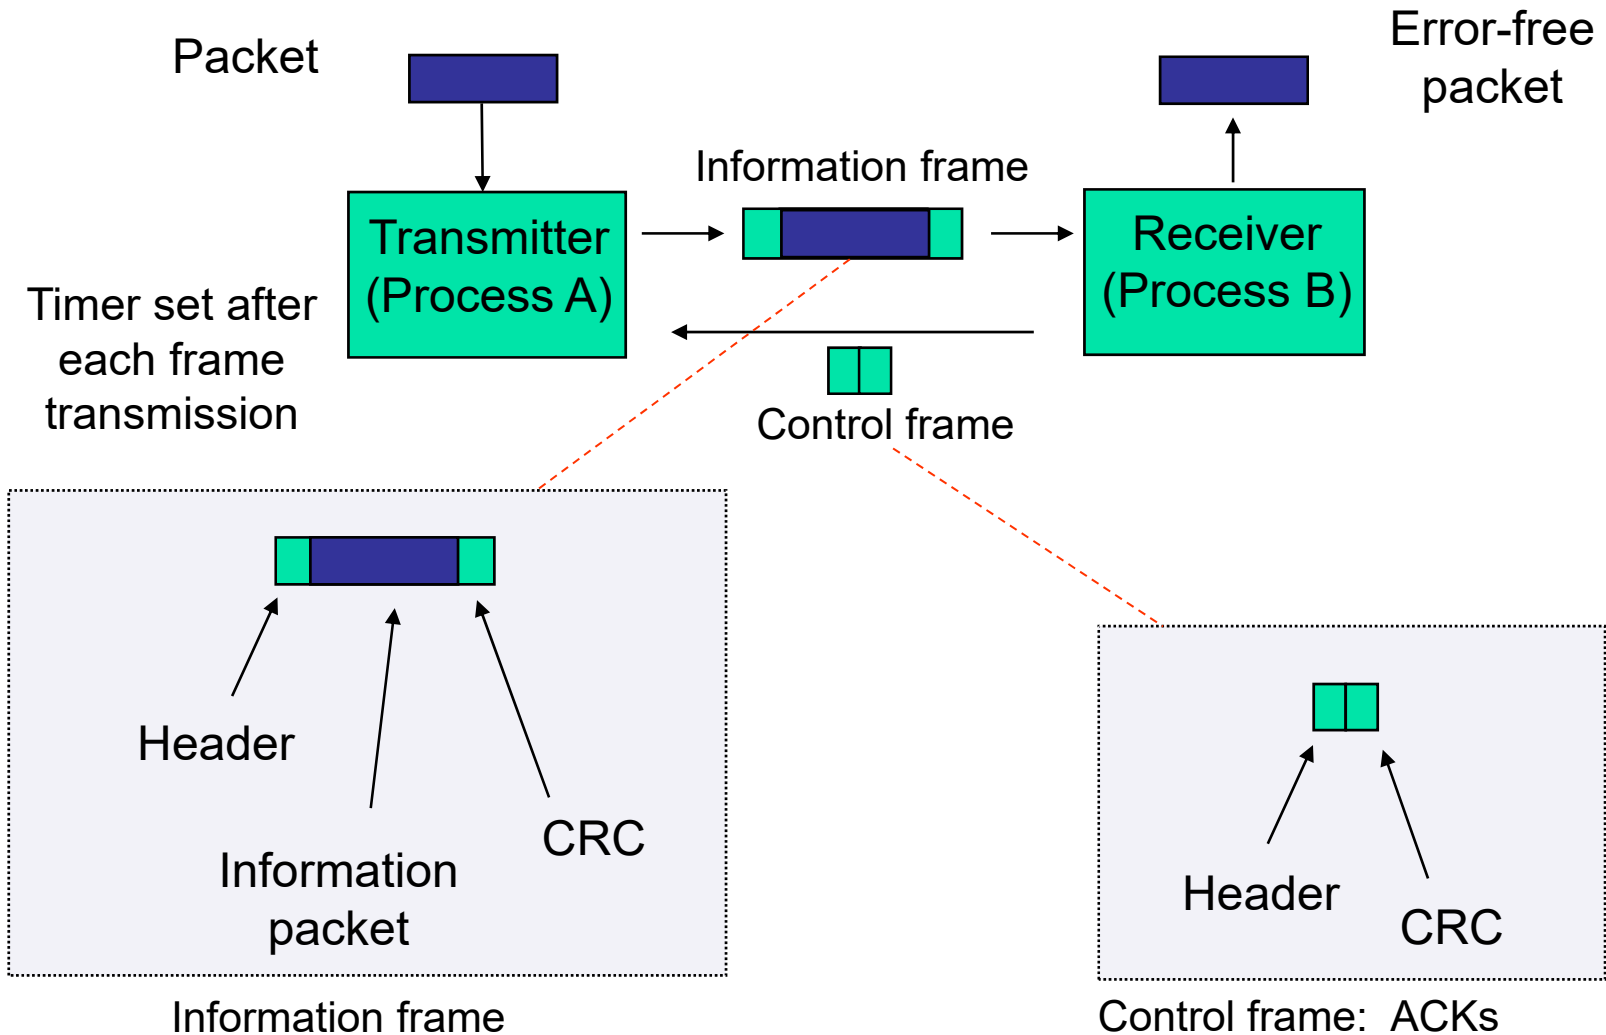 Packet
Error-free
packet
Information frame
Transmitter
(Process A)
Receiver
(Process B)
Timer set after
each frame
transmission
Control frame
Header
CRC
Information
packet
Header
CRC
Information frame
Control frame: ACKs